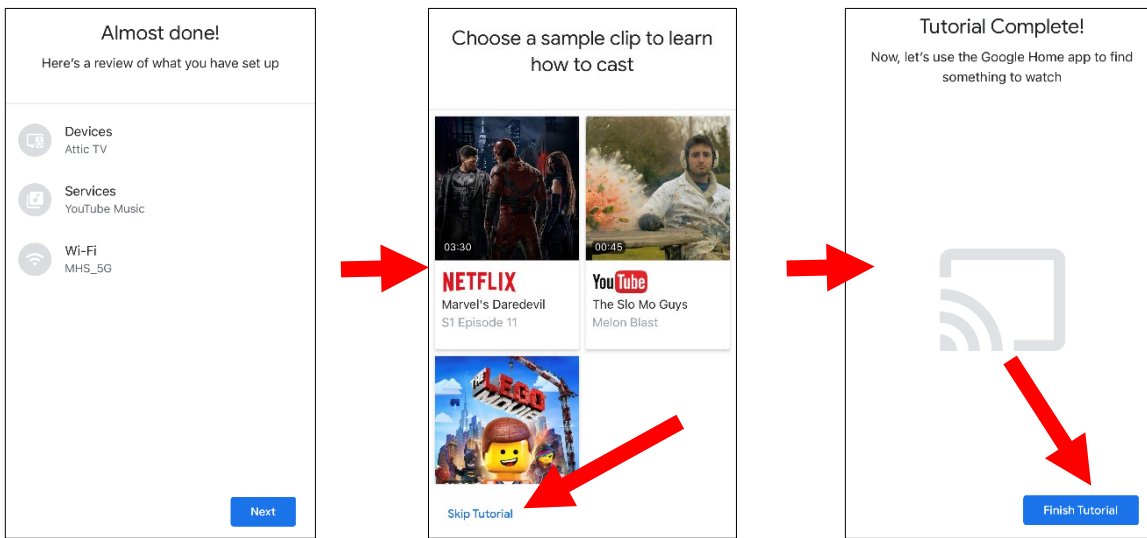 Almost done!
Here's a review of what you have set up
Devices
Attic TV
Services
YouTube Music
Wi-Fi
MHS_5G
Next
Choose a sample clip to learn
how to cast
03:30
NETFLIX
Marvel's Daredevil
S1 Episode 11
00:45
YouTube
The Slo Mo Guys
Melon Blast
THE
LEGO
MOVIE
Skip Tutorial
Tutorial Complete!
Now, let's use the Google Home app to find
something to watch
Finish Tutorial